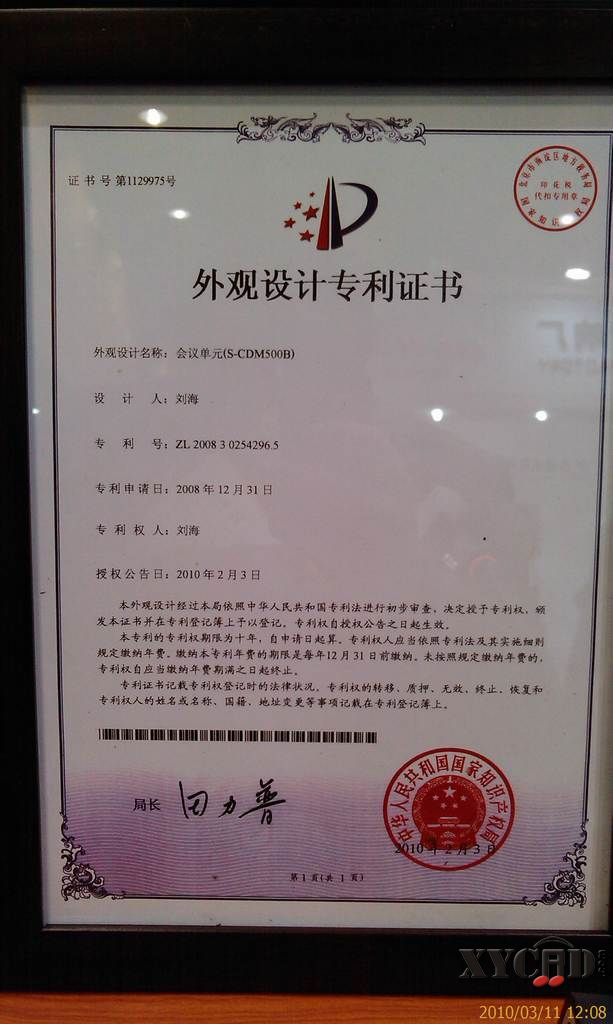 证书号第1129975号
印花税
代扣专用章
外观设计专利证书
外观设计名称：会议单元(S-CDM500B)
设计人：刘海
专利号：ZL 2008 3 0254296.5
专利申请日：2008年12月31日
专利权人：刘海
授权公告日：2010年2月3日
本外观设计经过本局依照中华人民共和国专利法进行初步审查，决定授予专利权，颁
发本证书并在专利登记簿上予以登记。专利权自授权公告之日起生效。
本专利的专利权期限为十年，自申请日起算。专利权人应当依照专利法及其实施细则
规定缴纳年费。缴纳本专利年费的期限是每年12月31日前缴纳。未按照规定缴纳年费的，
专利权自应当缴纳年费期满之日起终止。
专利证书记载专利权登记时的法律状况。专利权的转移、质押、无效、终止、恢复和
专利权人的姓名或名称、国籍、地址变更等事项记载在专利登记簿上。
局长 田力普
中华人民共和国国家知识产权局
2010年2月3日
第1页(共1页)
XYCAD
2010/03/11 12:08